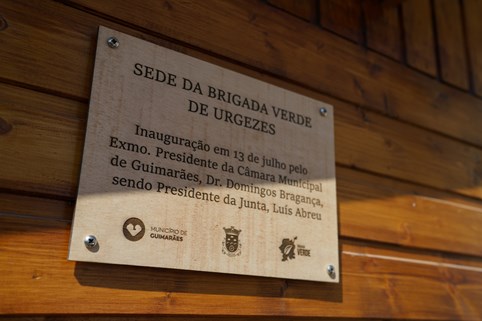 SEDE DA BRIGADA VERDE
DE URGEZES
Inauguração em 13 de julho pelo
Exmo. Presidente da Câmara Municipal
de Guimarães, Dr. Domingos Bragança,
sendo Presidente da Junta, Luís Abreu
MUNICÍPIO DE
GUIMARÃES
VERDE